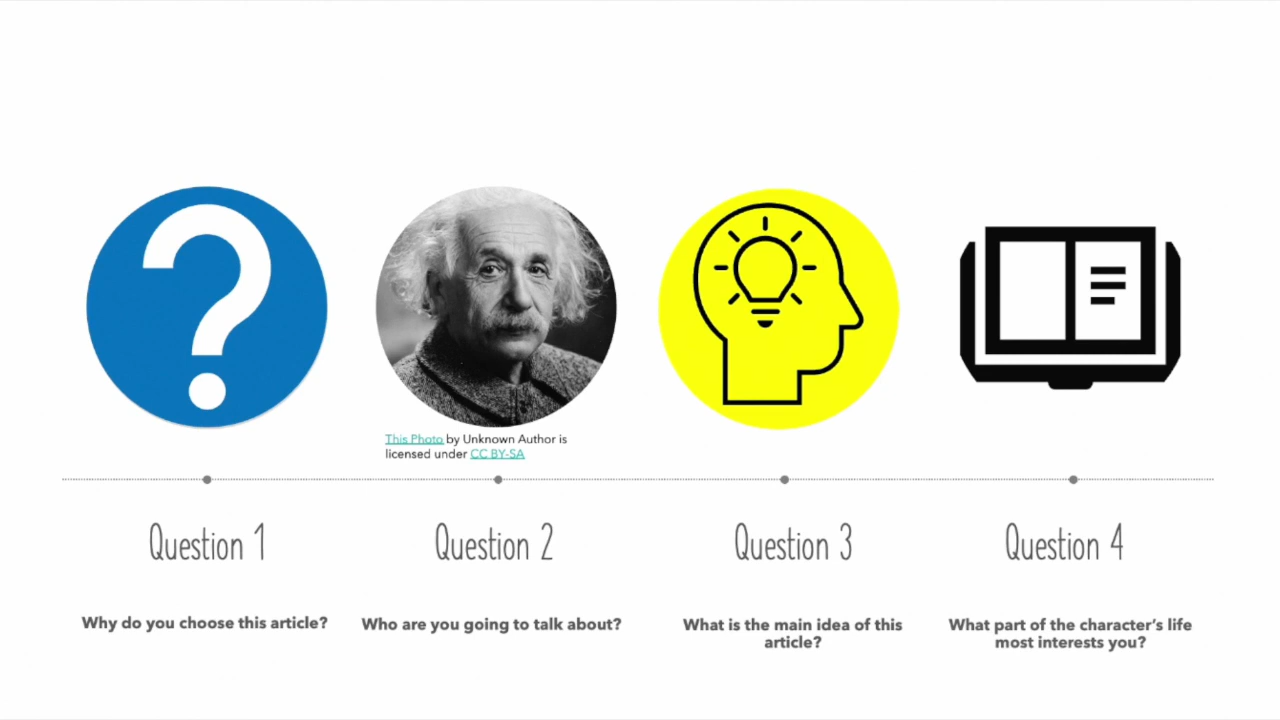 This Photo by Unknown Author is
licensed under CC BY-SA
Question 1
Question 2
Question 3
Question 4
Why do you choose this article?
Who are you going to talk about?
What is the main idea of this
article?
What part of the character's life
most interests you?